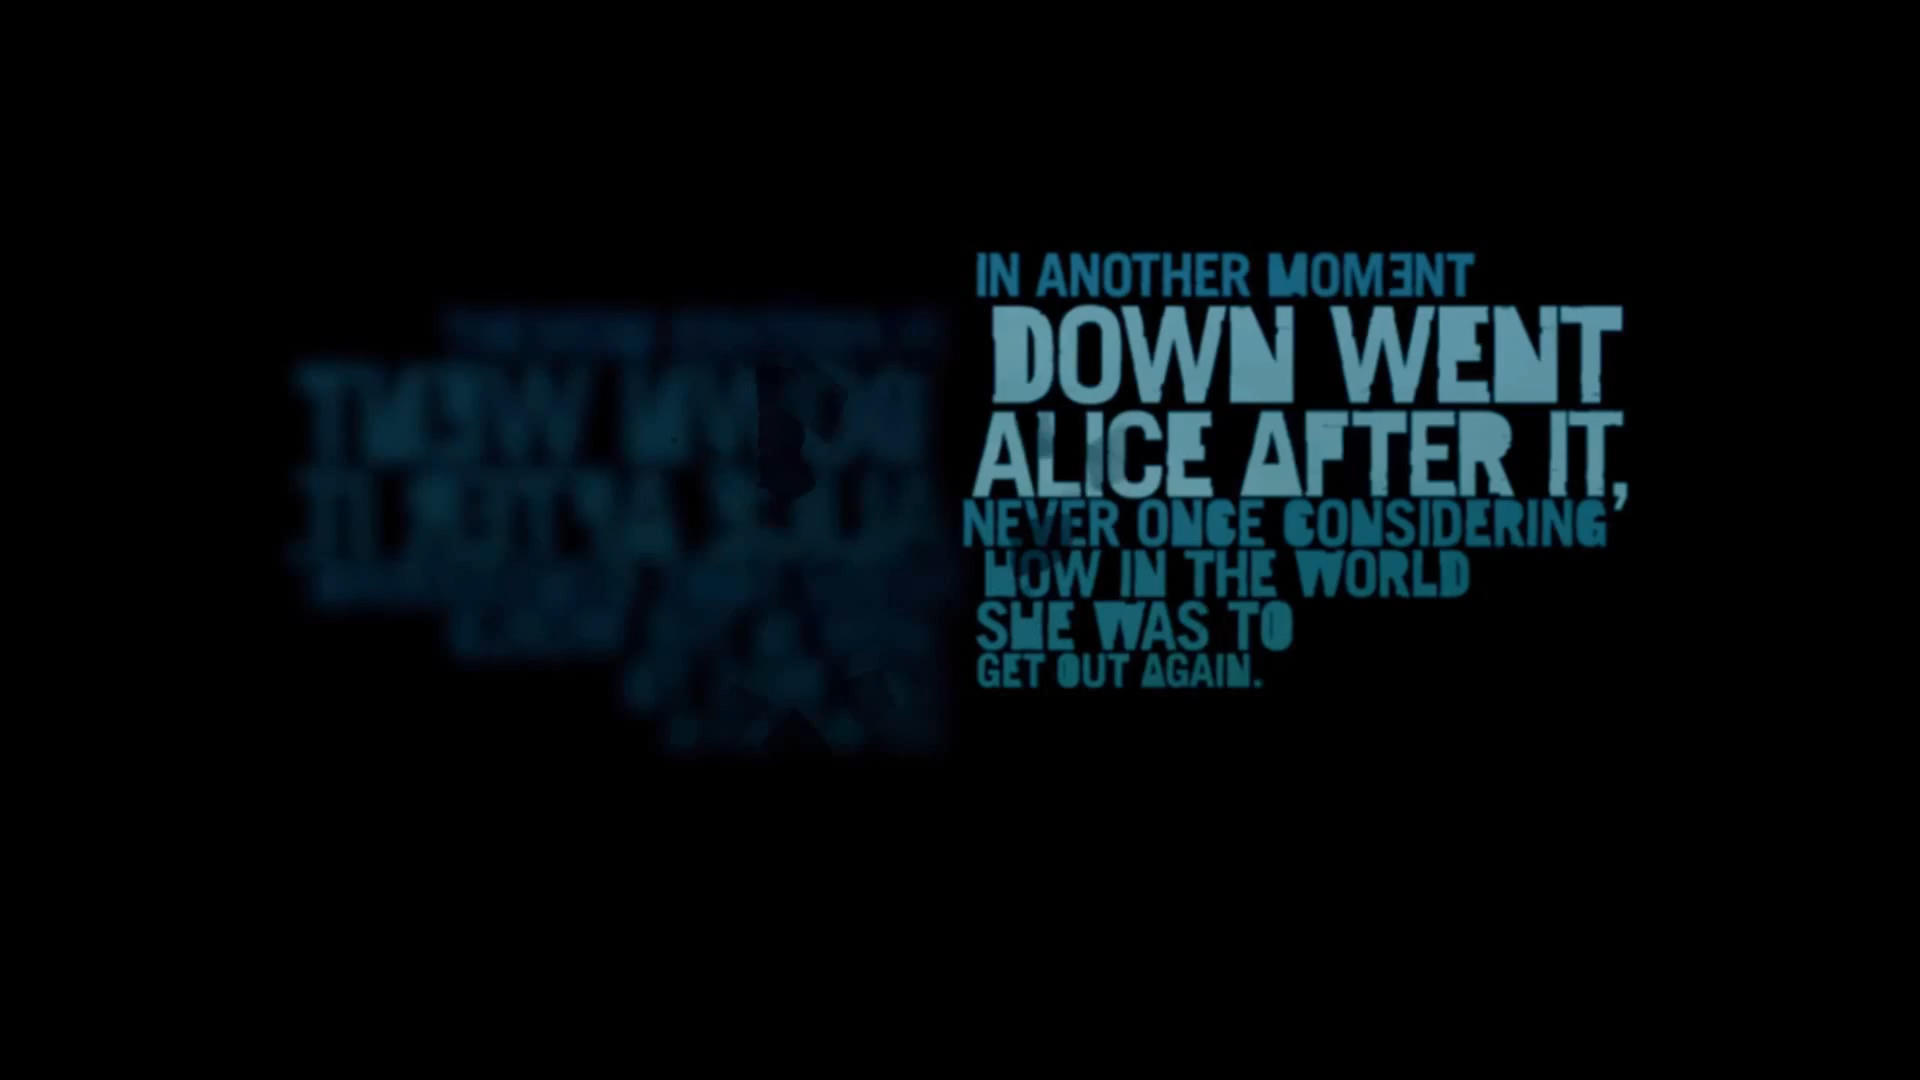 IN ANOTHER MOMENT
DOWN WENT
ALICE AFTER IT,
NEVER ONCE CONSIDERING
HOW IN THE WORLD
SHE WAS TO
GET OUT AGAIN.